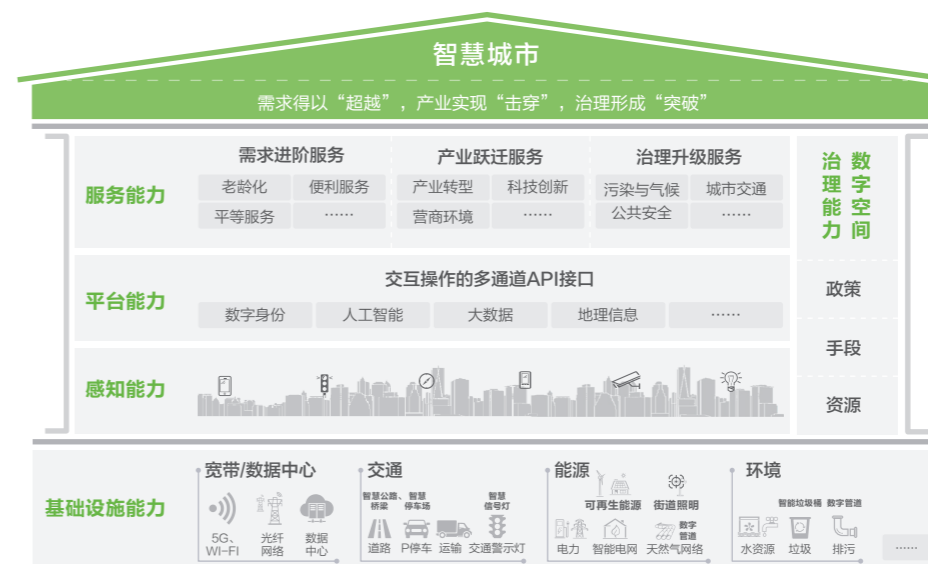 智慧城市
需求得以“超越”，产业实现“击穿”，治理形成“突破”
服务能力
需求进阶服务
老龄化
便利服务
平等服务
……
产业跃迁服务
产业转型
科技创新
营商环境
……
治理升级服务
污染与气候
城市交通
公共安全
……
平台能力
交互操作的多通道API接口
数字身份
人工智能
大数据
地理信息
……
感知能力
数字空间
治理能力
政策
手段
资源
基础设施能力
宽带/数据中心
5G、
WI-FI
光纤
网络
数据
中心
交通
智慧公路、
桥梁
智慧
停车场
智慧
信号灯
道路
P停车
运输
交通警示灯
能源
可再生能源
街道照明
数字
管道
电力
智能电网
天然气网络
环境
智能垃圾桶
数字管道
水资源
垃圾
排污
……